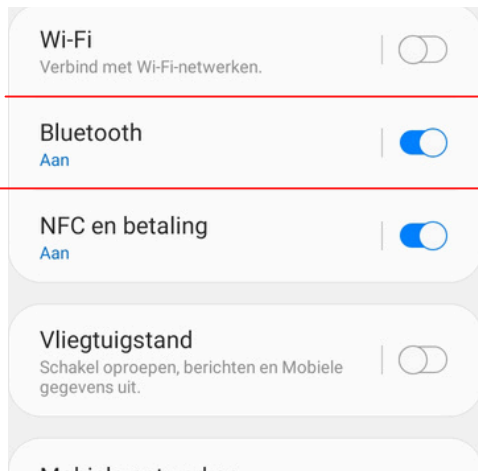 Wi-Fi
Verbind met Wi-Fi-netwerken.
Bluetooth
Aan
NFC en betaling
Aan
Vliegtuigstand
Schakel oproepen, berichten en Mobiele
gegevens uit.